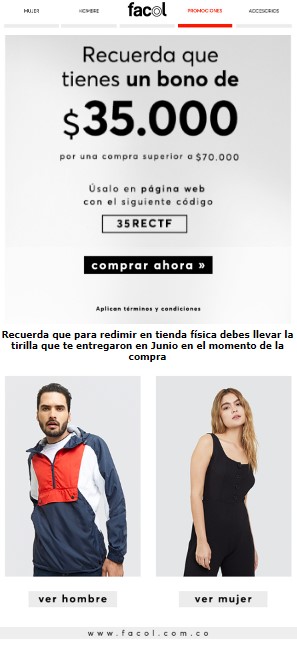 MUJER HOMBRE facol PROMOCIONES ACCESORIOS
Recuerda que
tienes un bono de
$35.000
por una compra superior a $70.000
Úsalo en página web
con el siguiente código
35RECTF
comprar ahora »
Aplican términos y condiciones
Recuerda que para redimir en tienda física debes llevar la
tirilla que te entregaron en Junio en el momento de la
compra
ver hombre ver mujer
www.facol.com.co